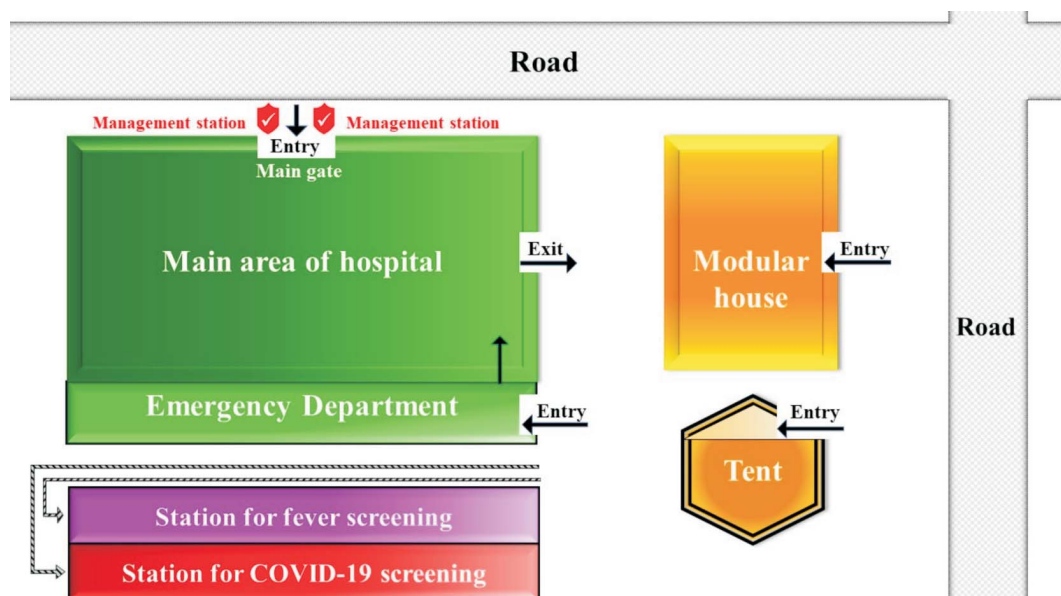 Road
Management station
Management station
Entry
Main gate
Main area of hospital
Exit
Modular
house
Entry
Road
Emergency Department
Entry
Entry
Tent
Station for fever screening
Station for COVID-19 screening